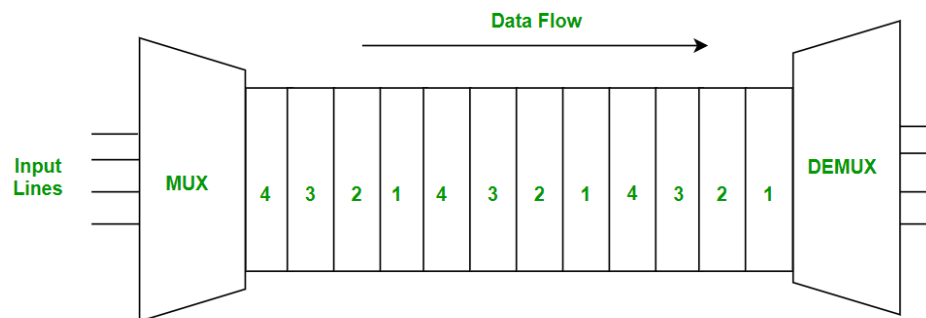 Data Flow
Input
Lines
MUX
4 3 2 1 4 3 2 1 4 3 2 1
DEMUX